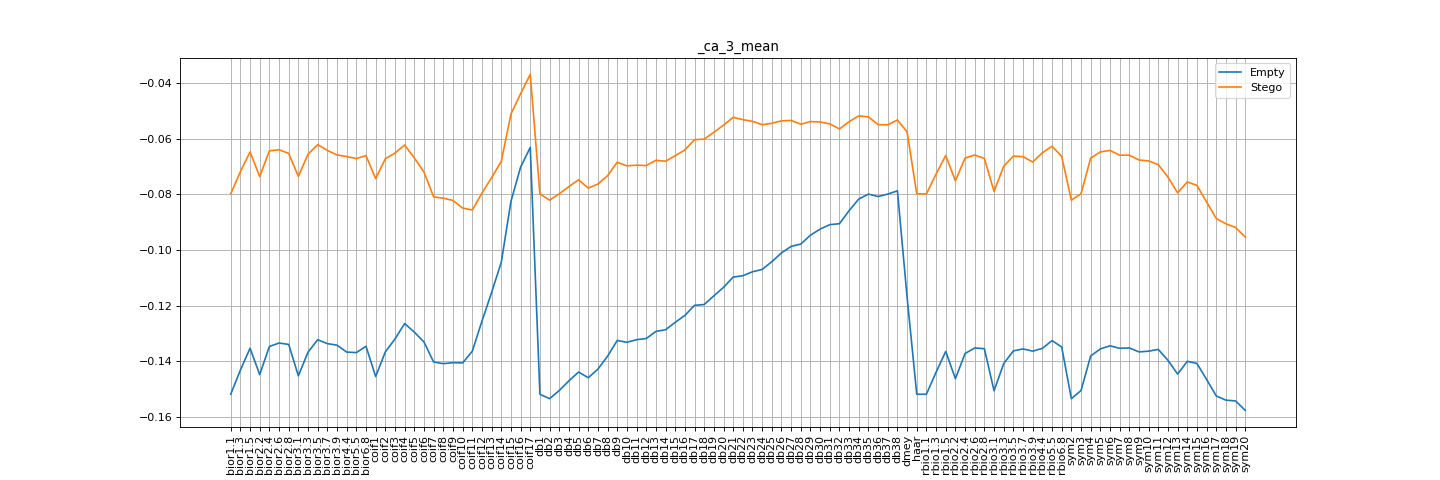 _ca_3_mean
Empty
Stego
−0.04
−0.06
−0.08
−0.10
−0.12
−0.14
−0.16
bior1.1
bior1.3
bior1.5
bior2.2
bior2.4
bior2.6
bior2.8
bior3.1
bior3.3
bior3.5
bior3.7
bior3.9
bior4.4
bior5.5
bior6.8
coif1
coif2
coif3
coif4
coif5
coif6
coif7
coif8
coif9
coif10
coif11
coif12
coif13
coif14
coif15
coif16
coif17
db1
db2
db3
db4
db5
db6
db7
db8
db9
db10
db11
db12
db13
db14
db15
db16
db17
db18
db19
db20
db21
db22
db23
db24
db25
db26
db27
db28
db29
db30
db31
db32
db33
db34
db35
db36
db37
db38
dmey
haar
rbio1.1
rbio1.3
rbio1.5
rbio2.2
rbio2.4
rbio2.6
rbio2.8
rbio3.1
rbio3.3
rbio3.5
rbio3.7
rbio3.9
rbio4.4
rbio5.5
rbio6.8
sym2
sym3
sym4
sym5
sym6
sym7
sym8
sym9
sym10
sym11
sym12
sym13
sym14
sym15
sym16
sym17
sym18
sym19
sym20